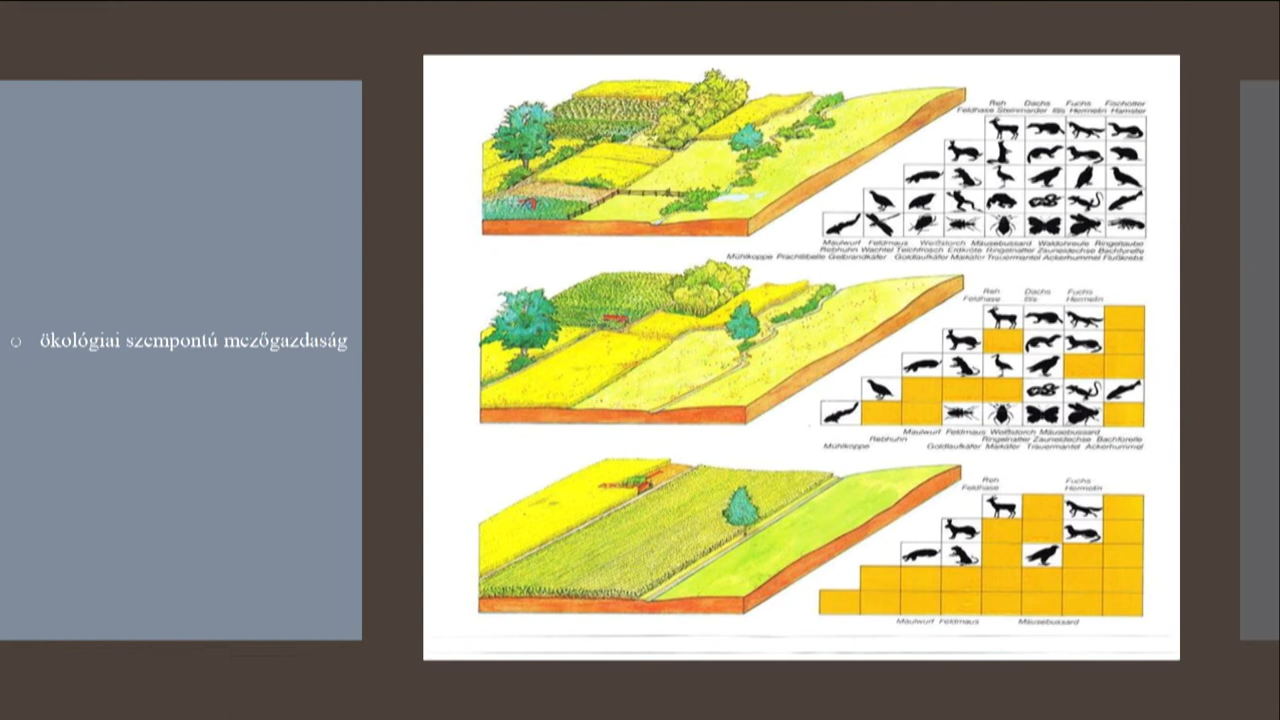 ökológiai szempontú mezőgazdaság
Reh Dachs Fuchs Fischotter
Feldhase Steinmarder Iltis Hermelin Hamster
Maulwurf Feldmaus Weißstorch Mäusebussard Waldohreule Ringeltaube
Rebhuhn Wachtel Teichfrosch Erdkröte Ringelnatter Zauneidechse Bachforelle
Mühlkoppe Prachtlibelle Gelbrandkäfer Goldlaufkäfer Maikäfer Trauermantel Ackerhummel Flußkrebs
Reh Dachs Fuchs
Feldhase Iltis Hermelin
Maulwurf Feldmaus Weißstorch Mäusebussard
Rebhuhn Ringelnatter Zauneidechse Bachforelle
Mühlkoppe Goldlaufkäfer Maikäfer Trauermantel Ackerhummel
Reh Fuchs
Feldhase Hermelin
Maulwurf Feldmaus Mäusebussard